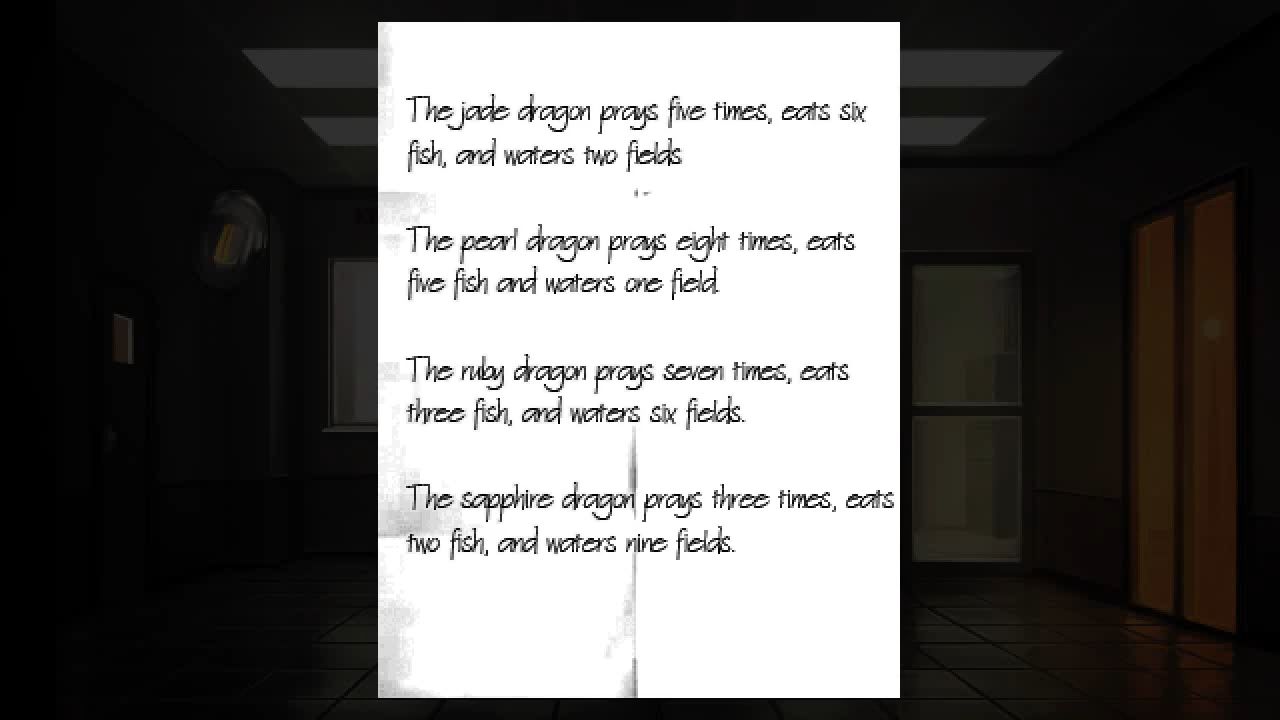 The jade dragon prays five times, eats six
fish, and waters two fields
The pearl dragon prays eight times, eats
five fish and waters one field.
The ruby dragon prays seven times, eats
three fish, and waters six fields.
The sapphire dragon prays three times, eats
two fish, and waters nine fields.